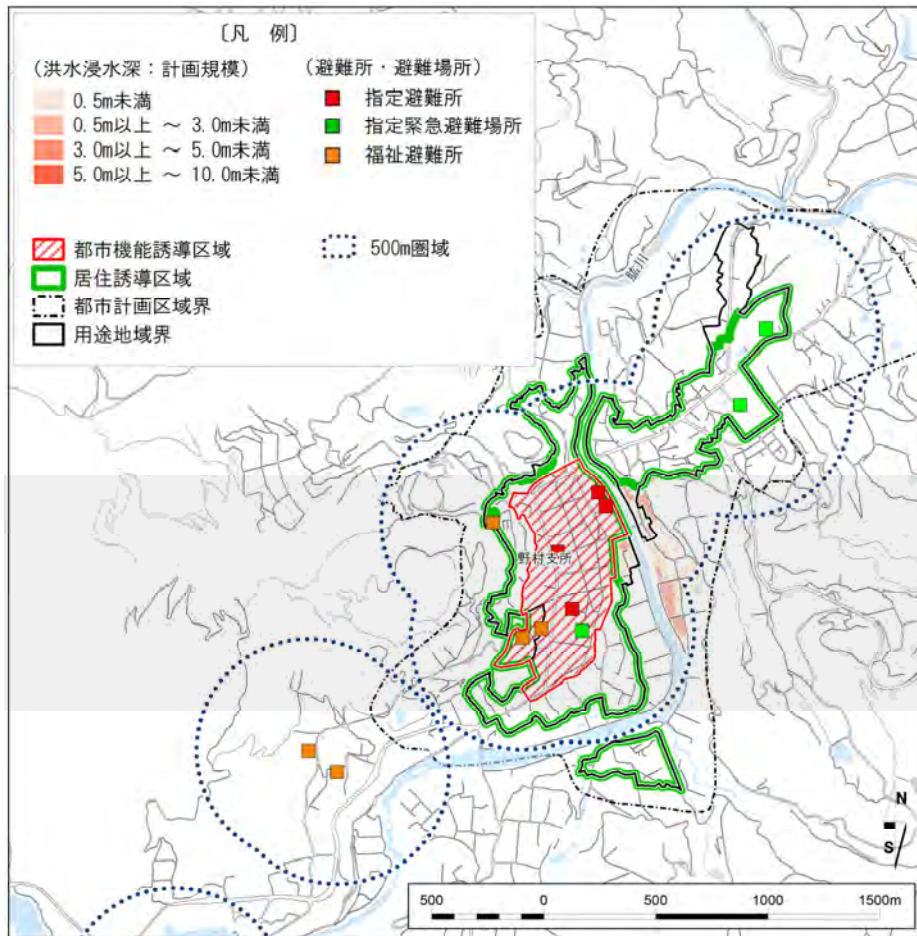 〔凡 例〕
(洪水浸水深:計画規模)
0.5m未満
0.5m以上 ~ 3.0m未満
3.0m以上 ~ 5.0m未満
5.0m以上 ~ 10.0m未満
(避難所・避難場所)
指定避難所
指定緊急避難場所
福祉避難所
都市機能誘導区域
居住誘導区域
都市計画区域界
用途地域界
500m圏域
肱川
野村支所
N
S
500 0 500 1000 1500m